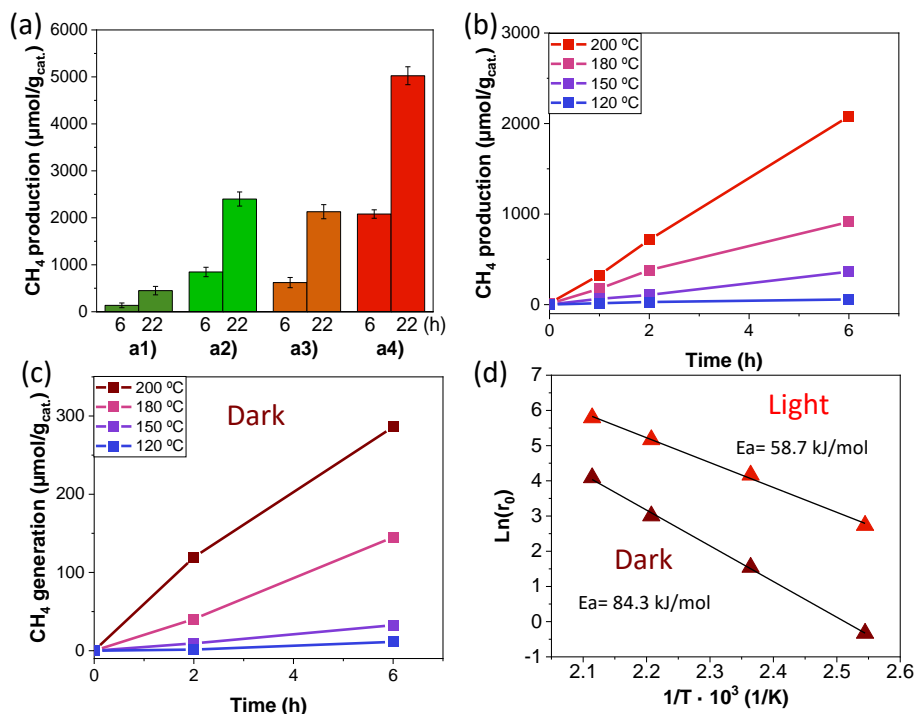 (a)
CH₄ production (µmol/g_cat.)
6000
5000
4000
3000
2000
1000
0
6 22 6 22 6 22 6 22 (h)
a1) a2) a3) a4)
(b)
CH₄ production (µmol/g_cat.)
3000
2000
1000
0
200 ºC
180 ºC
150 ºC
120 ºC
0 2 4 6
Time (h)
(c)
CH₄ generation (µmol/g_cat.)
300
150
0
200 ºC
180 ºC
150 ºC
120 ºC
Dark
0 2 4 6
Time (h)
(d)
Ln(r₀)
7
6
5
4
3
2
1
0
-1
Light
Ea= 58.7 kJ/mol
Dark
Ea= 84.3 kJ/mol
2.1 2.2 2.3 2.4 2.5 2.6
1/T · 10³ (1/K)